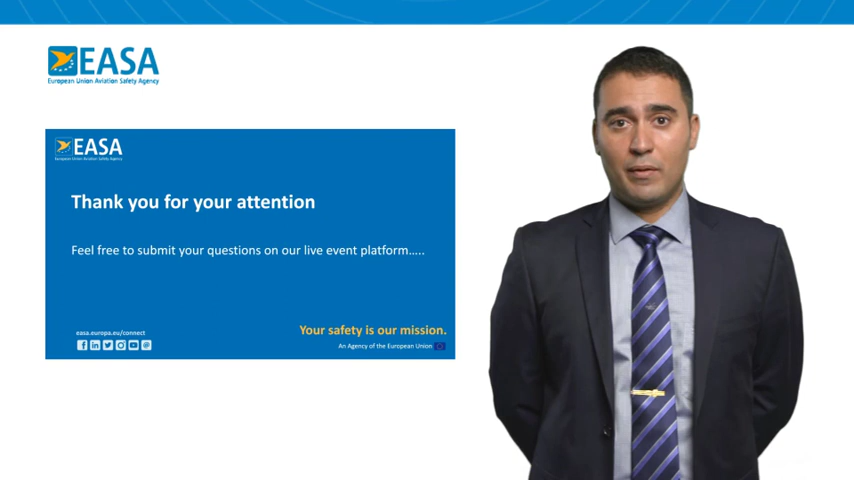 EASA
European Union Aviation Safety Agency
EASA
European Union Aviation Safety Agency
Thank you for your attention
Feel free to submit your questions on our live event platform.....
easa.europa.eu/connect
Your safety is our mission.
An Agency of the European Union